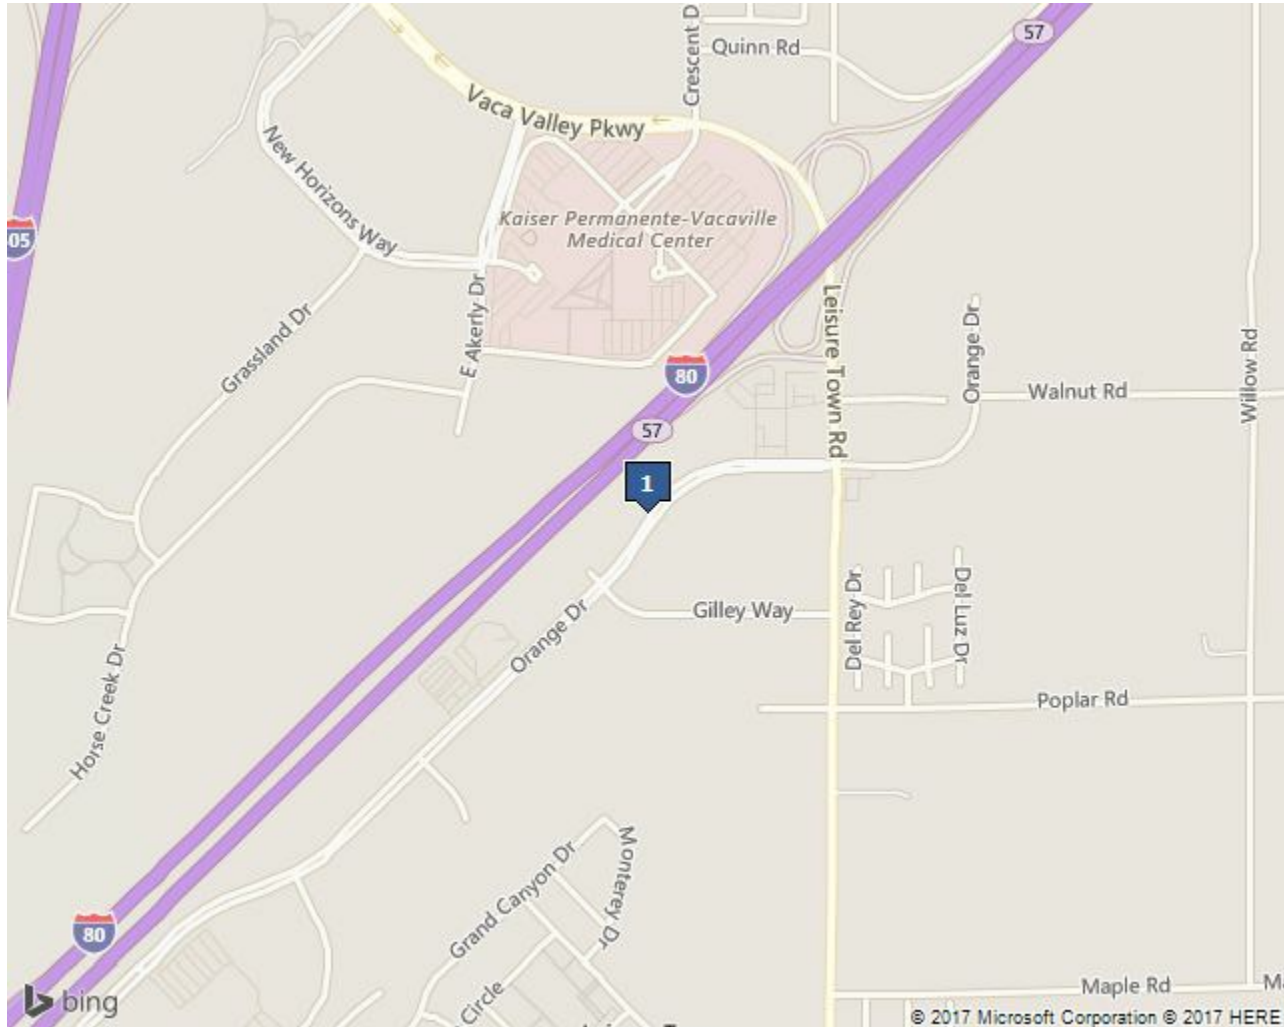 57
Quinn Rd
Crescent D
Vaca Valley Pkwy
New Horizons Way
Kaiser Permanente-Vacaville
Medical Center
05
E Akerly Dr
Grassland Dr
Leisure Town Rd
Orange Dr
80
Walnut Rd
Willow Rd
57
1
Del Rey Dr
Del Luz Dr
Gilley Way
Orange Dr
Horse Creek Dr
Poplar Rd
Monterey Dr
Grand Canyon Dr
80
Circle
Maple Rd
Ma
bing
© 2017 Microsoft Corporation © 2017 HERE